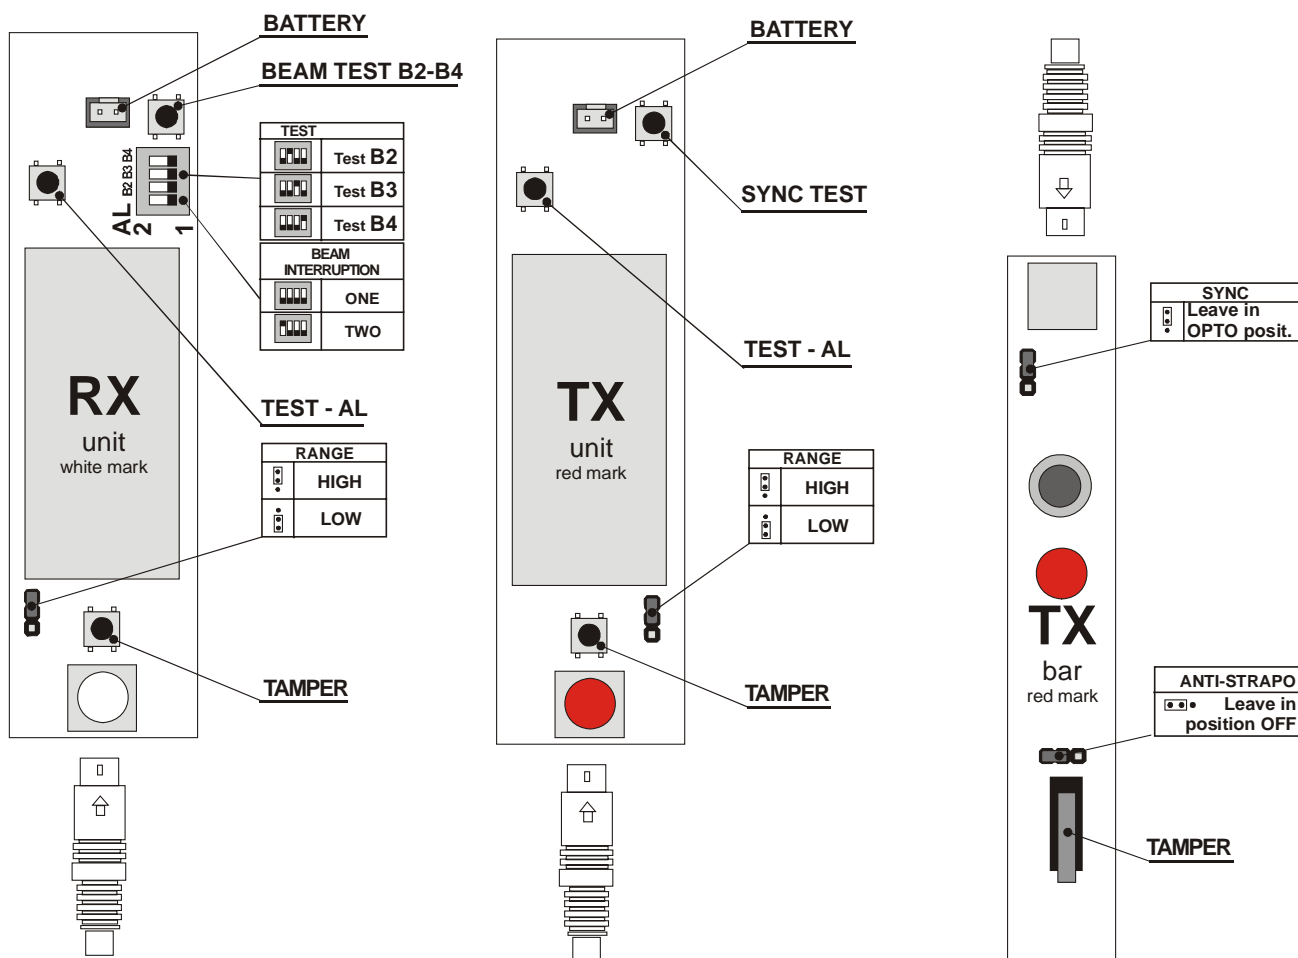 BATTERY
BEAM TEST B2-B4
TEST
Test B2
Test B3
Test B4
BEAM
INTERRUPTION
ONE
TWO
B2 B3 B4
AL
2
1
RX
unit
white mark
TEST - AL
RANGE
HIGH
LOW
TAMPER
BATTERY
SYNC TEST
TEST - AL
TX
unit
red mark
RANGE
HIGH
LOW
TAMPER
SYNC
Leave in
OPTO posit.
TX
bar
red mark
ANTI-STRAPO
Leave in
position OFF
TAMPER